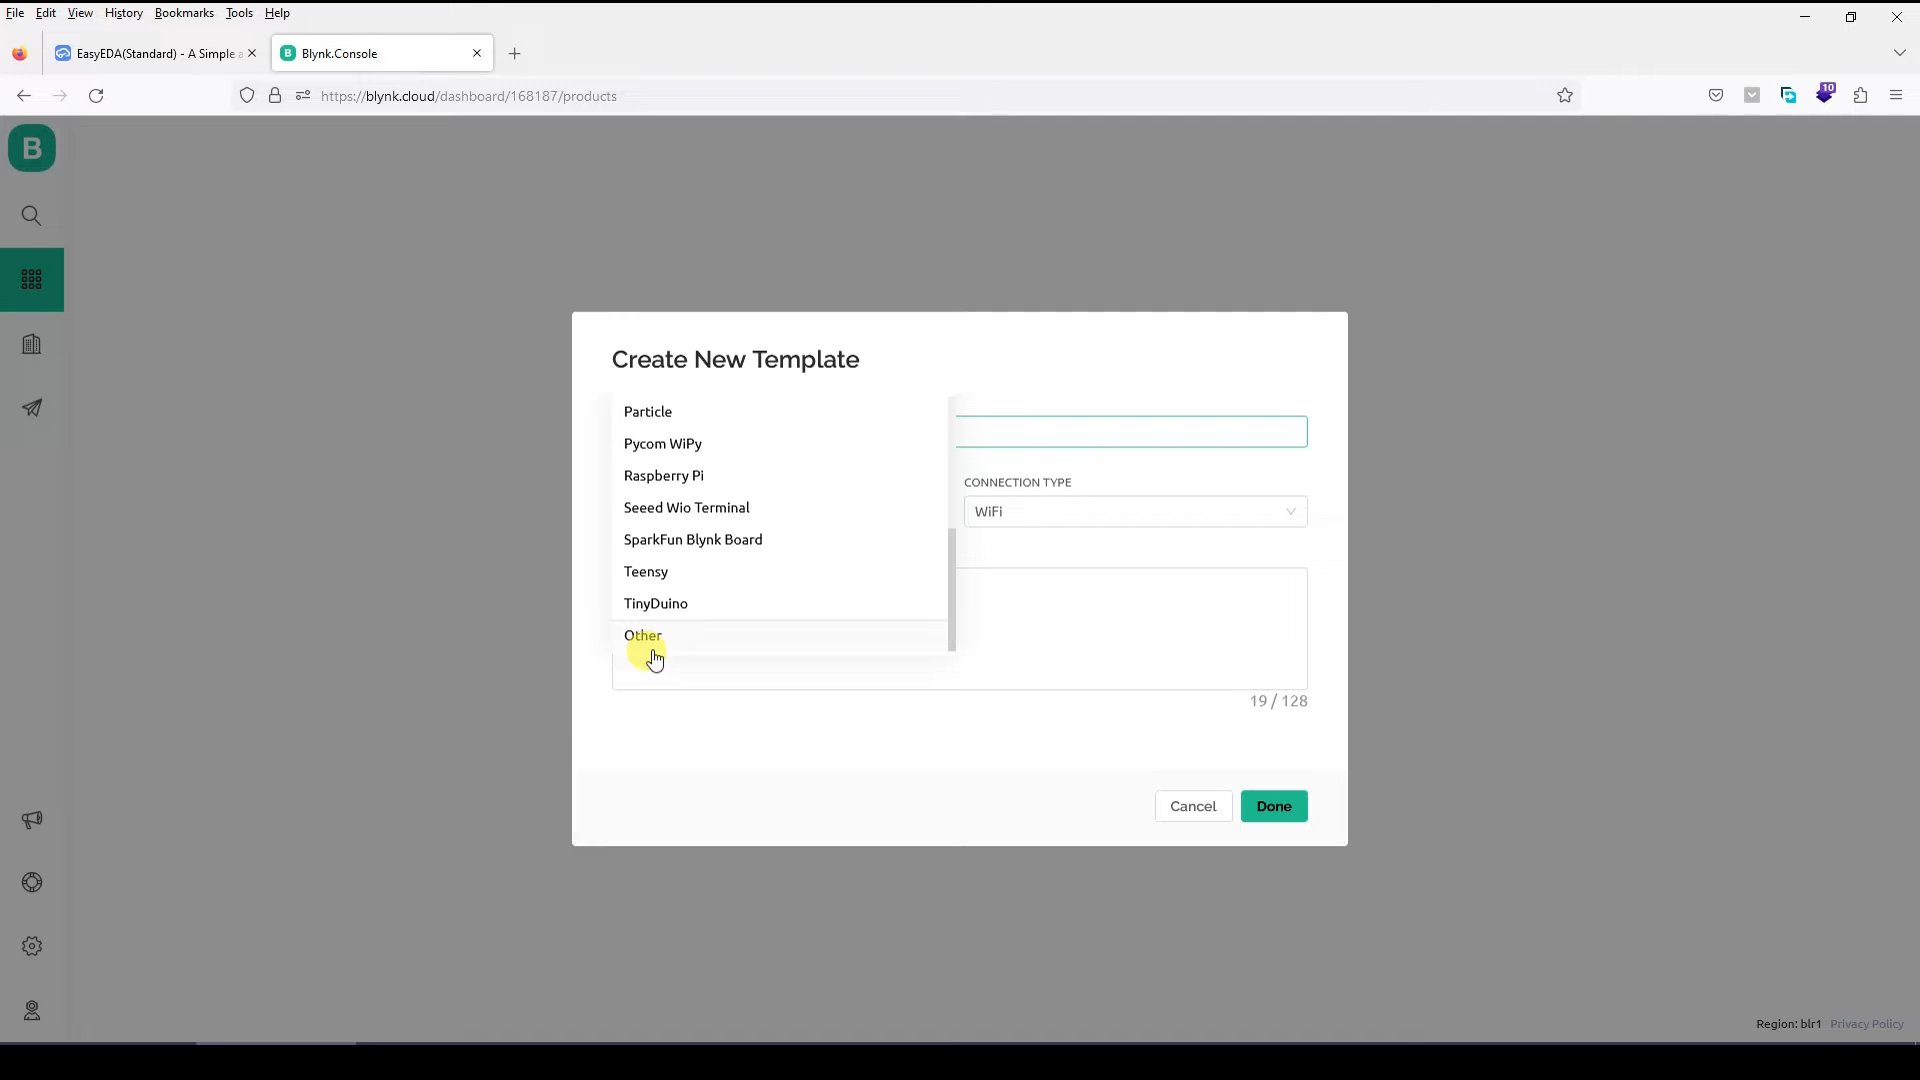 File Edit View History Bookmarks Tools Help
EasyEDA(Standard) - A Simple a
B Blynk.Console
https://blynk.cloud/dashboard/168187/products
10
B
Create New Template
Particle
Pycom WiPy
Raspberry Pi
CONNECTION TYPE
Seeed Wio Terminal
WiFi
SparkFun Blynk Board
Teensy
TinyDuino
Other
19 / 128
Cancel Done
Region: blr1 Privacy Policy